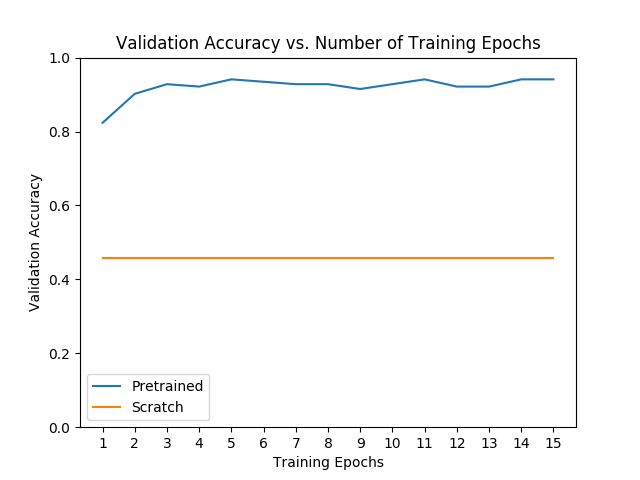 Validation Accuracy vs. Number of Training Epochs
1.0
0.8
0.6
0.4
0.2
0.0
Validation Accuracy
Pretrained
Scratch
1 2 3 4 5 6 7 8 9 10 11 12 13 14 15
Training Epochs